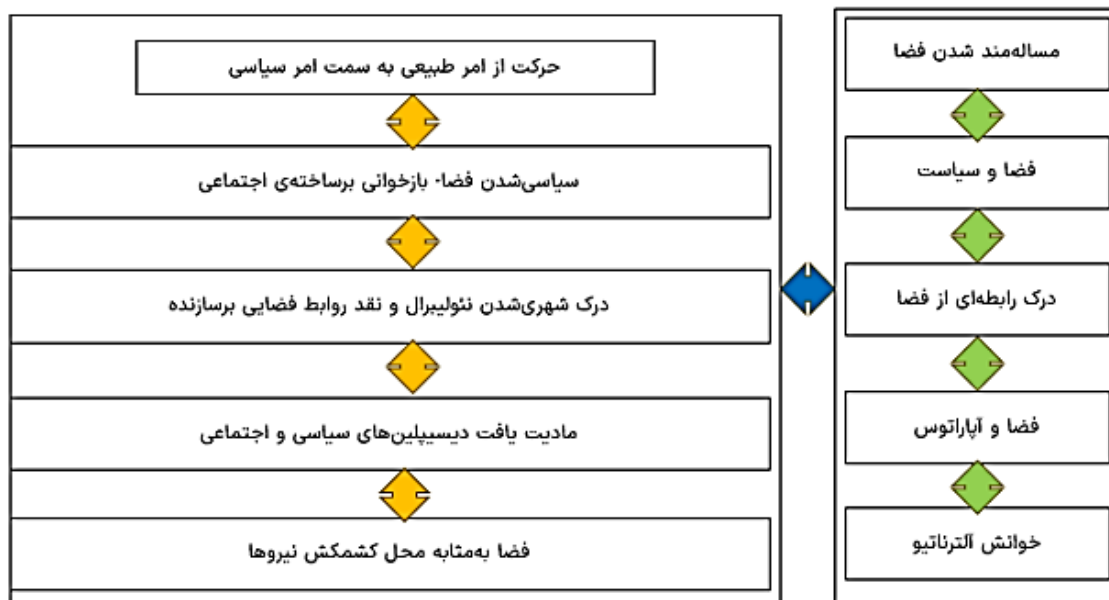 مساله‌مند شدن فضا
فضا و سیاست
درک رابطه‌ای از فضا
فضا و آپاراتوس
خوانش آلترناتیو
حرکت از امر طبیعی به سمت امر سیاسی
سیاسی‌شدن فضا- بازخوانی برساخته‌ی اجتماعی
درک شهری‌شدن نئولیبرال و نقد روابط فضایی برسازنده
مادیت یافت دیسیپلین‌های سیاسی و اجتماعی
فضا به‌مثابه محل کشمکش نیروها